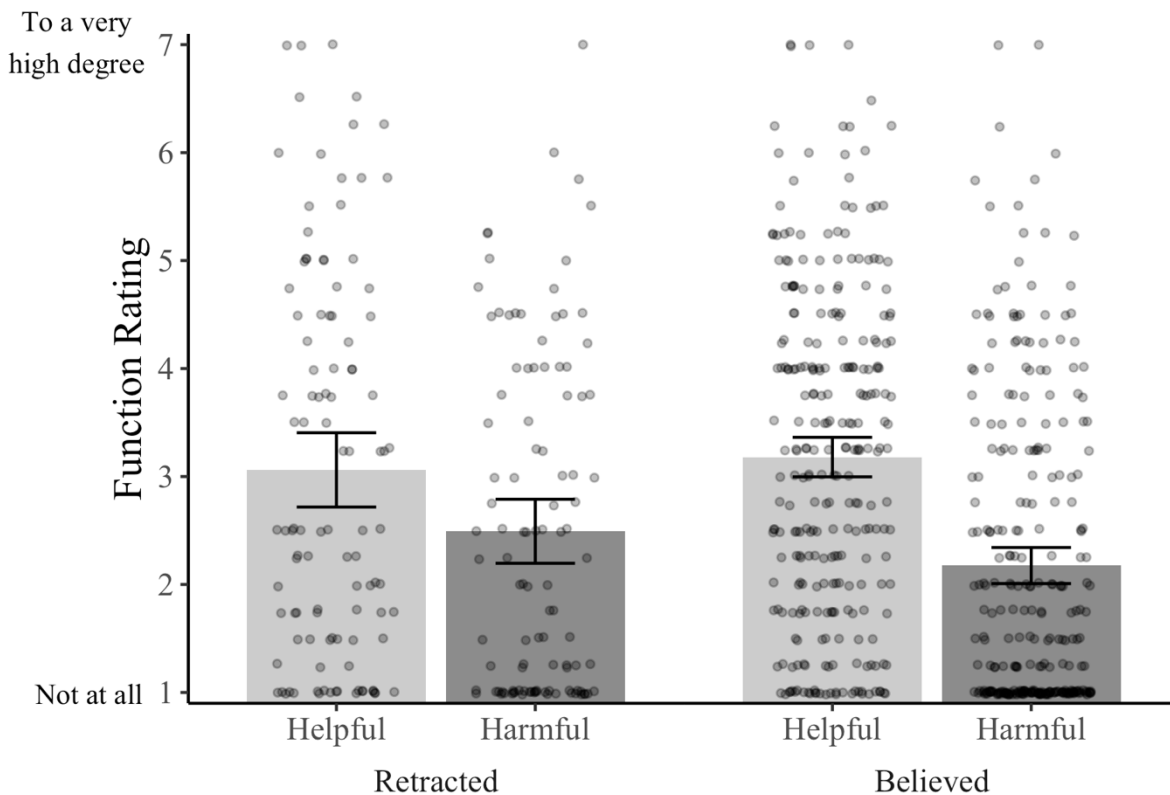 To a very
high degree
7
6
5
4
3
2
1
Not at all
Function Rating
Helpful
Harmful
Helpful
Harmful
Retracted
Believed